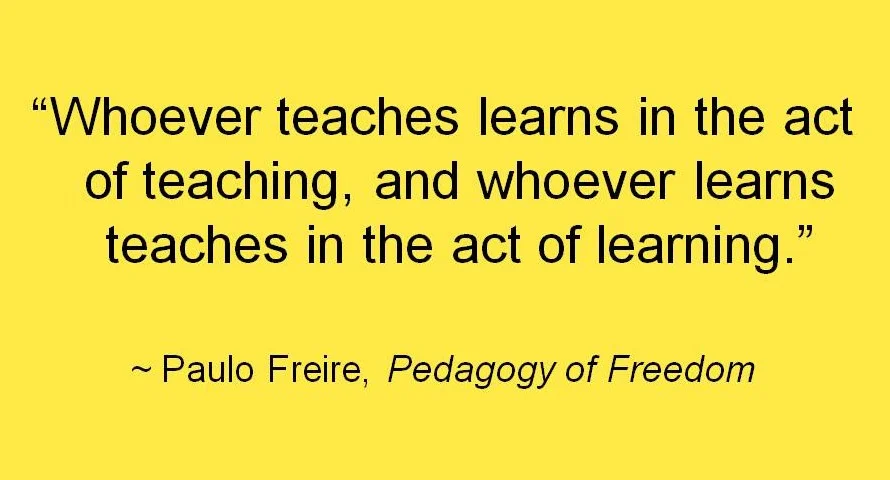 “Whoever teaches learns in the act
of teaching, and whoever learns
teaches in the act of learning.”
~ Paulo Freire, Pedagogy of Freedom